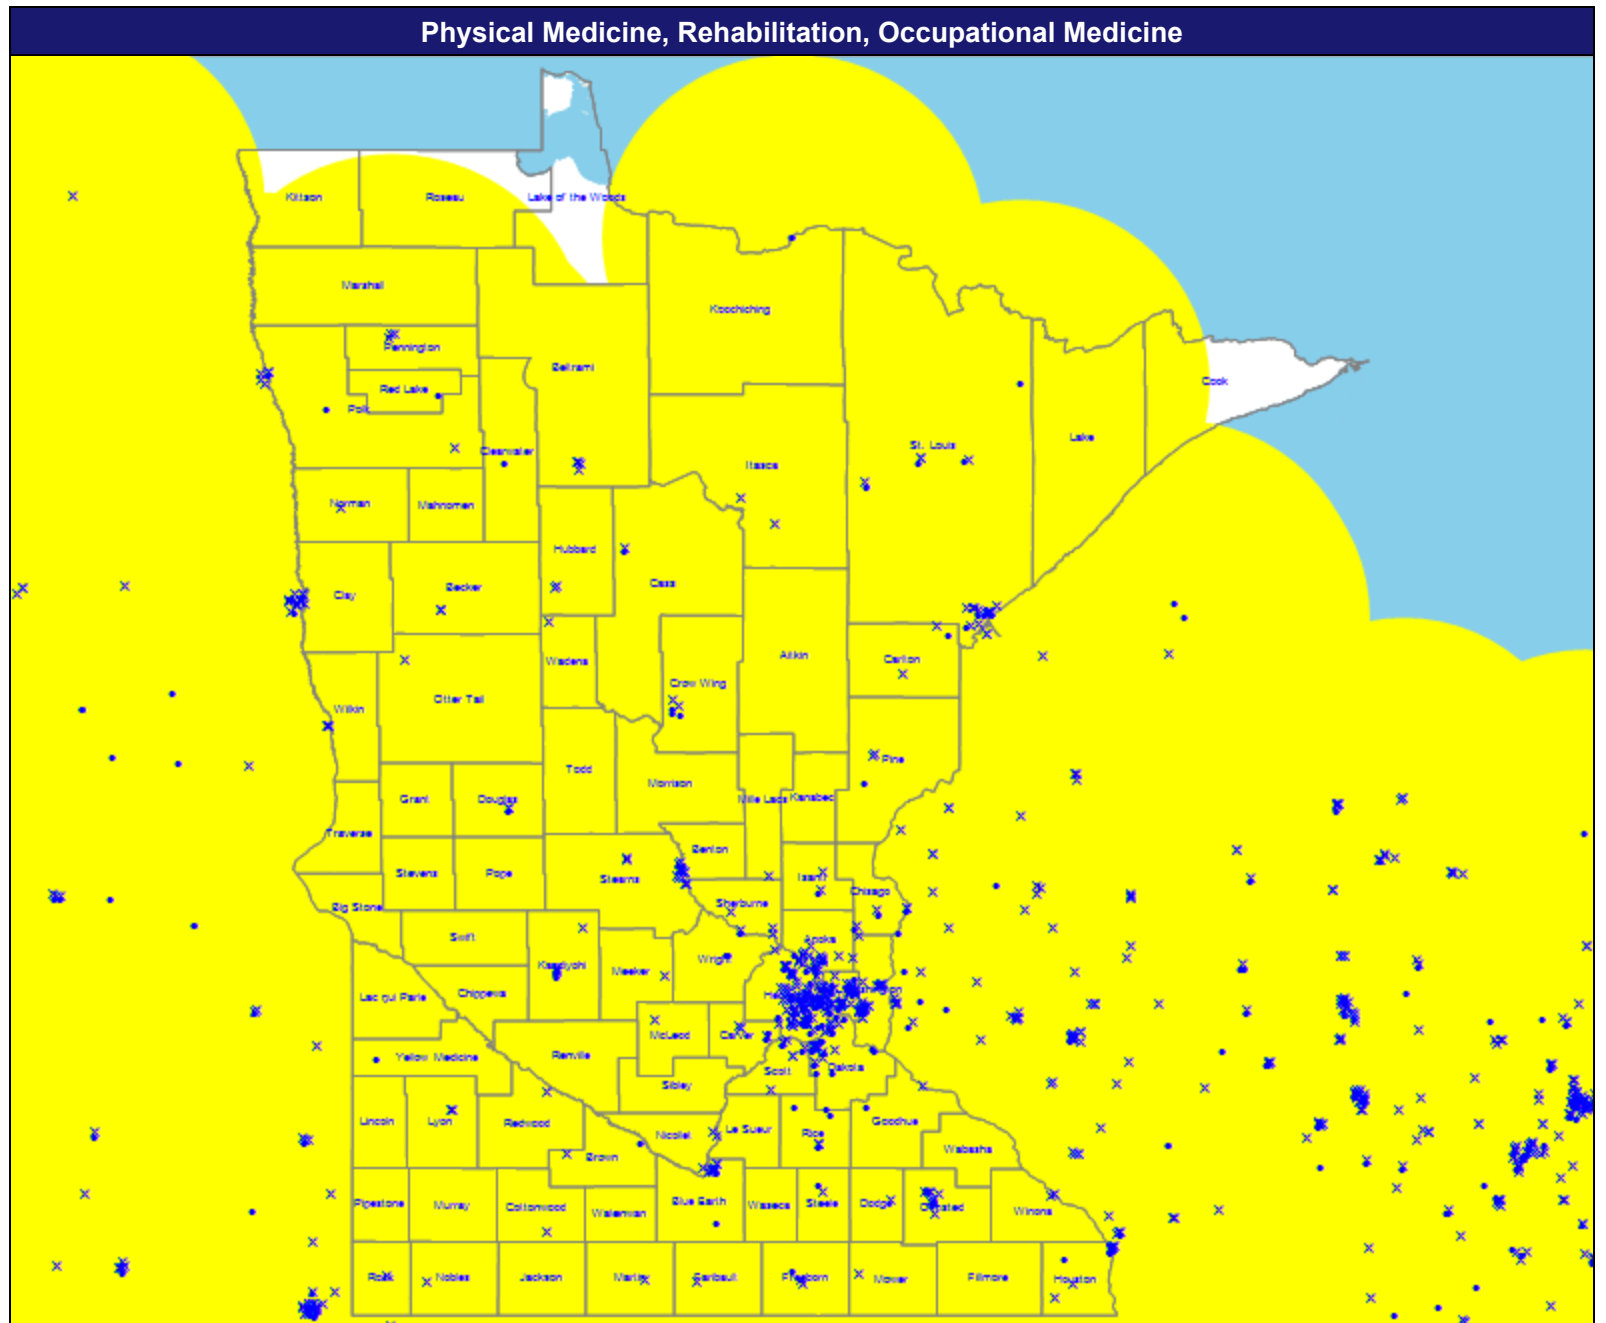 Physical Medicine, Rehabilitation, Occupational Medicine
Kittson
Roseau
Lake of the Woods
Marshall
Koochiching
Pennington
Beltrami
Cook
Red Lake
Polk
Lake
St. Louis
Clearwater
Itasca
Norman
Mahnomen
Hubbard
Cass
Becker
Clay
Aitkin
Wadena
Carlton
Crow Wing
Otter Tail
Wilkin
Pine
Todd
Morrison
Grant
Douglas
Mille Lacs
Kanabec
Traverse
Benton
Stevens
Pope
Stearns
Isanti
Chisago
Sherburne
Big Stone
Swift
Anoka
Wright
Kandiyohi
Meeker
Chippewa
Lac qui Parle
McLeod
Carver
Yellow Medicine
Renville
Scott
Dakota
Sibley
Lincoln
Lyon
Redwood
Goodhue
Le Sueur
Rice
Nicollet
Wabasha
Brown
Pipestone
Murray
Cottonwood
Watonwan
Blue Earth
Waseca
Steele
Dodge
Olmsted
Winona
Rock
Nobles
Jackson
Martin
Faribault
Freeborn
Mower
Fillmore
Houston